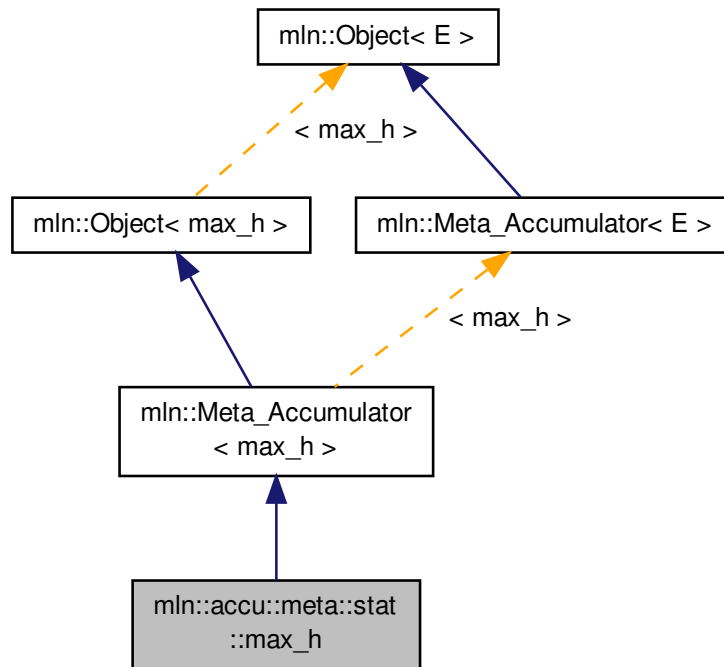 mln::Object< E >
< max_h >
mln::Object< max_h >
mln::Meta_Accumulator< E >
< max_h >
mln::Meta_Accumulator
< max_h >
mln::accu::meta::stat
::max_h